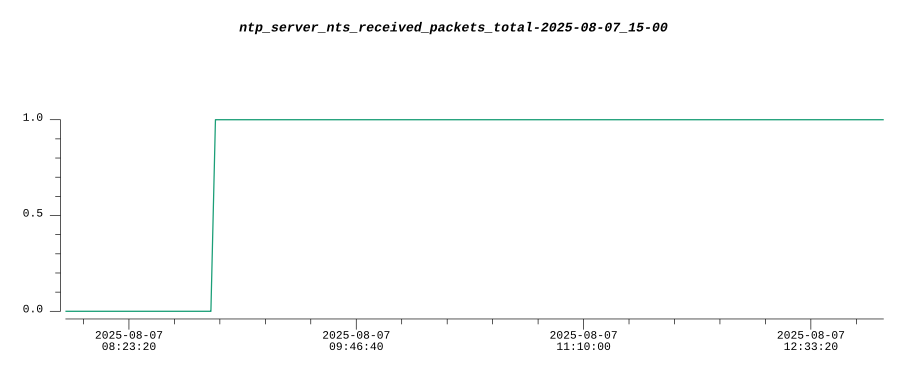 ntp_server_nts_received_packets_total-2025-08-07_15-00
1.0
0.5
0.0
2025-08-07 2025-08-07 2025-08-07 2025-08-07
08:23:20 09:46:40 11:10:00 12:33:20